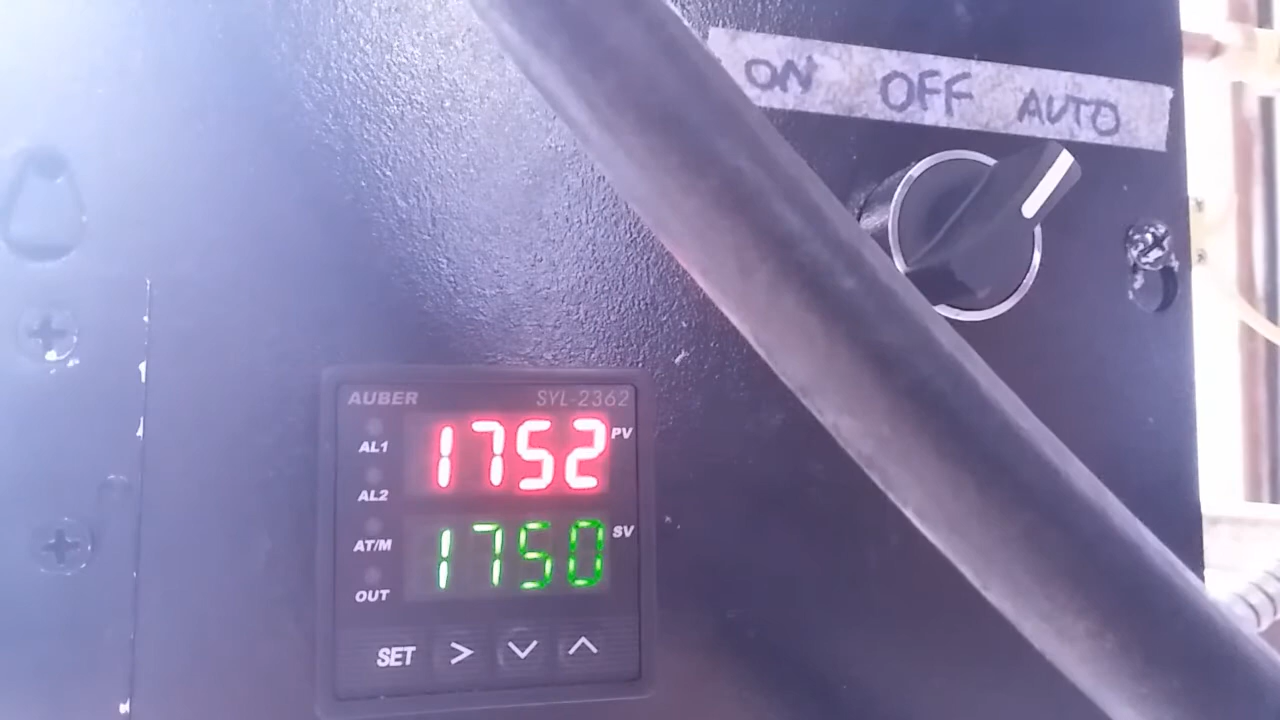 ON OFF AUTO
AUBER SYL-2362
1752 PV
AL1
AL2
1750 SV
AT/M
OUT
SET > ∨ ∧